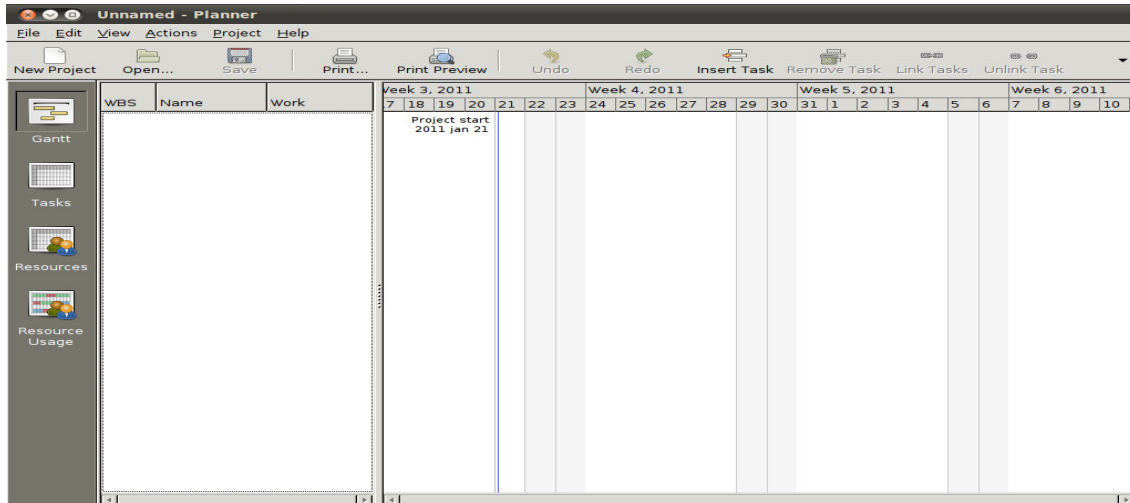 Unnamed - Planner
File Edit View Actions Project Help
New Project Open... Save Print... Print Preview Undo Redo Insert Task Remove Task Link Tasks Unlink Task
Week 3, 2011 Week 4, 2011 Week 5, 2011 Week 6, 2011
WBS Name Work
7 18 19 20 21 22 23 24 25 26 27 28 29 30 31 1 2 3 4 5 6 7 8 9 10
Project start
2011 jan 21
Gantt
Tasks
Resources
Resource
Usage